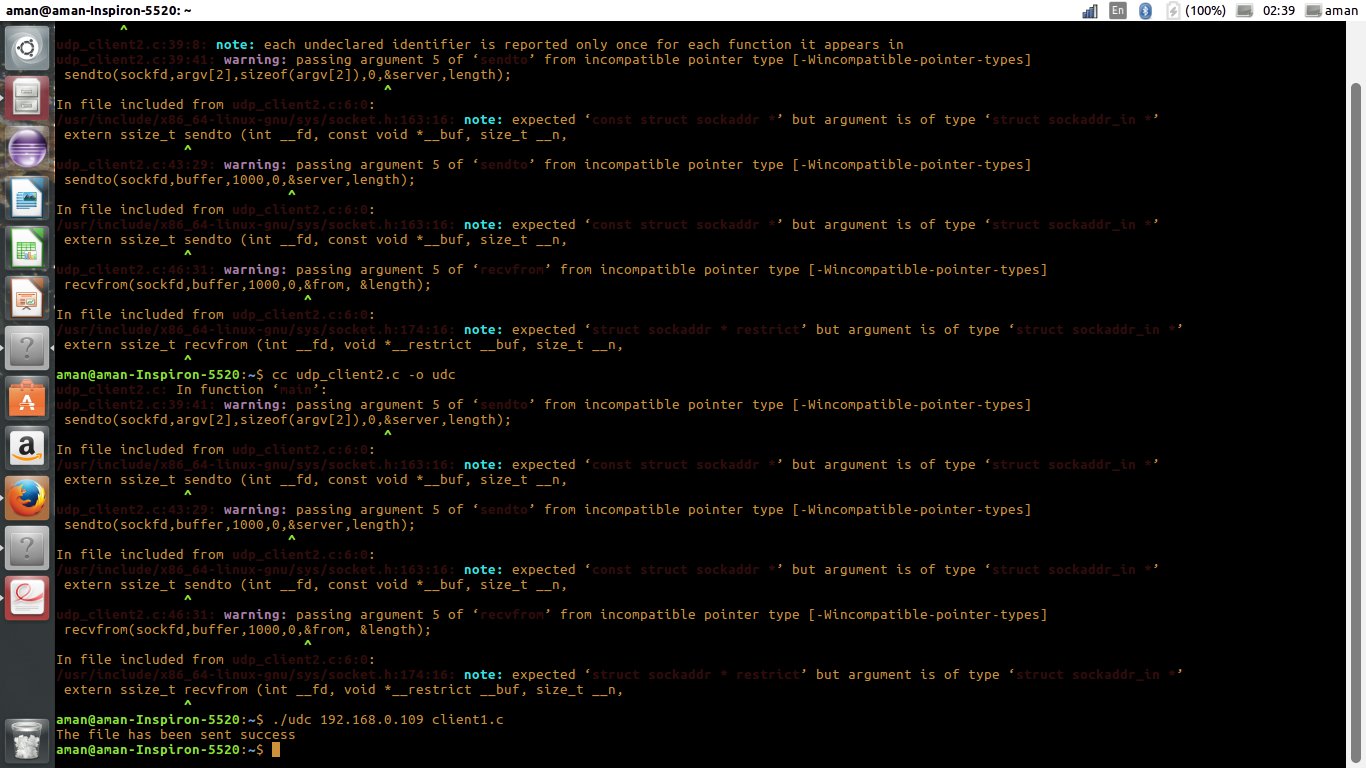 aman@aman-Inspiron-5520: ~ En (100%) 02:39 aman
^
udp_client2.c:39:8: note: each undeclared identifier is reported only once for each function it appears in
udp_client2.c:39:41: warning: passing argument 5 of ‘sendto’ from incompatible pointer type [-Wincompatible-pointer-types]
sendto(sockfd,argv[2],sizeof(argv[2]),0,&server,length);
^
In file included from udp_client2.c:6:0:
/usr/include/x86_64-linux-gnu/sys/socket.h:163:16: note: expected ‘const struct sockaddr *’ but argument is of type ‘struct sockaddr_in *’
extern ssize_t sendto (int __fd, const void *__buf, size_t __n,
^
udp_client2.c:43:29: warning: passing argument 5 of ‘sendto’ from incompatible pointer type [-Wincompatible-pointer-types]
sendto(sockfd,buffer,1000,0,&server,length);
^
In file included from udp_client2.c:6:0:
/usr/include/x86_64-linux-gnu/sys/socket.h:163:16: note: expected ‘const struct sockaddr *’ but argument is of type ‘struct sockaddr_in *’
extern ssize_t sendto (int __fd, const void *__buf, size_t __n,
^
udp_client2.c:46:31: warning: passing argument 5 of ‘recvfrom’ from incompatible pointer type [-Wincompatible-pointer-types]
recvfrom(sockfd,buffer,1000,0,&from, &length);
^
In file included from udp_client2.c:6:0:
/usr/include/x86_64-linux-gnu/sys/socket.h:174:16: note: expected ‘struct sockaddr * restrict’ but argument is of type ‘struct sockaddr_in *’
extern ssize_t recvfrom (int __fd, void *__restrict __buf, size_t __n,
^
aman@aman-Inspiron-5520:~$ cc udp_client2.c -o udc
udp_client2.c: In function ‘main’:
udp_client2.c:39:41: warning: passing argument 5 of ‘sendto’ from incompatible pointer type [-Wincompatible-pointer-types]
sendto(sockfd,argv[2],sizeof(argv[2]),0,&server,length);
^
In file included from udp_client2.c:6:0:
/usr/include/x86_64-linux-gnu/sys/socket.h:163:16: note: expected ‘const struct sockaddr *’ but argument is of type ‘struct sockaddr_in *’
extern ssize_t sendto (int __fd, const void *__buf, size_t __n,
^
udp_client2.c:43:29: warning: passing argument 5 of ‘sendto’ from incompatible pointer type [-Wincompatible-pointer-types]
sendto(sockfd,buffer,1000,0,&server,length);
^
In file included from udp_client2.c:6:0:
/usr/include/x86_64-linux-gnu/sys/socket.h:163:16: note: expected ‘const struct sockaddr *’ but argument is of type ‘struct sockaddr_in *’
extern ssize_t sendto (int __fd, const void *__buf, size_t __n,
^
udp_client2.c:46:31: warning: passing argument 5 of ‘recvfrom’ from incompatible pointer type [-Wincompatible-pointer-types]
recvfrom(sockfd,buffer,1000,0,&from, &length);
^
In file included from udp_client2.c:6:0:
/usr/include/x86_64-linux-gnu/sys/socket.h:174:16: note: expected ‘struct sockaddr * restrict’ but argument is of type ‘struct sockaddr_in *’
extern ssize_t recvfrom (int __fd, void *__restrict __buf, size_t __n,
^
aman@aman-Inspiron-5520:~$ ./udc 192.168.0.109 client1.c
The file has been sent success
aman@aman-Inspiron-5520:~$